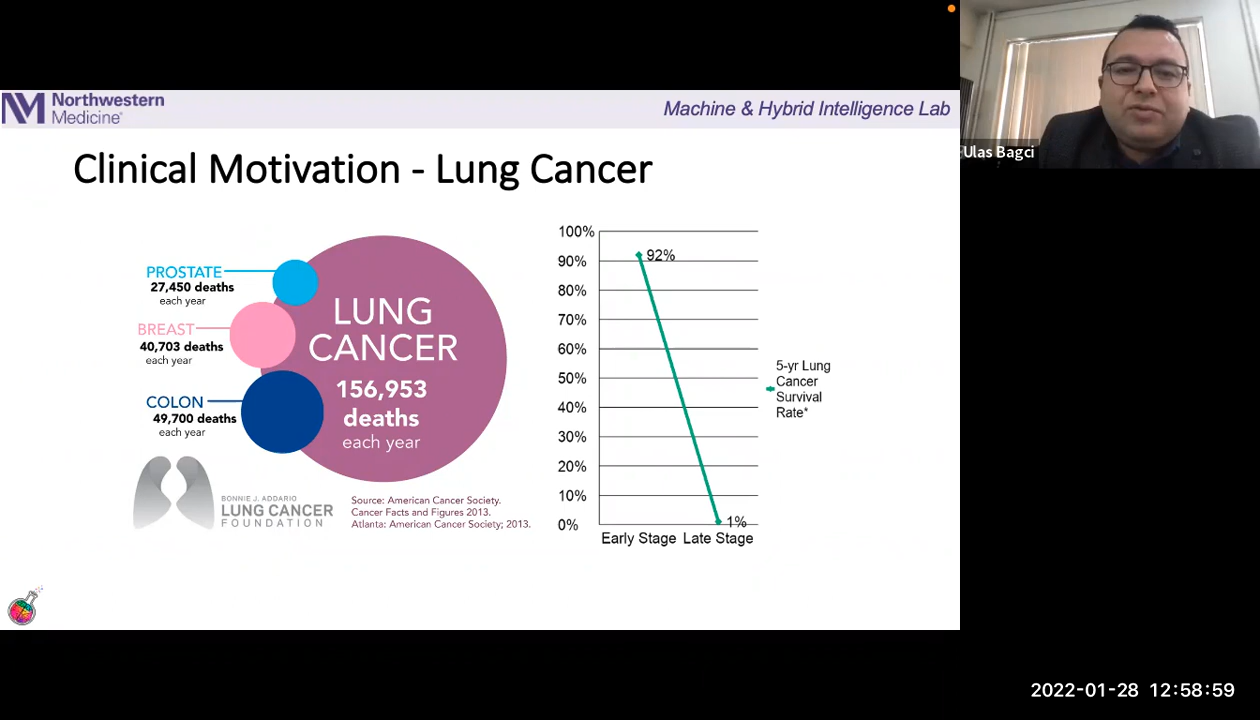 Northwestern
Medicine®
Machine & Hybrid Intelligence Lab
Ulas Bagci
Clinical Motivation - Lung Cancer
PROSTATE
27,450 deaths
each year
BREAST
40,703 deaths
each year
COLON
49,700 deaths
each year
LUNG
CANCER
156,953
deaths
each year
BONNIE J. ADDARIO
LUNG CANCER
FOUNDATION
Source: American Cancer Society.
Cancer Facts and Figures 2013.
Atlanta: American Cancer Society; 2013.
100%
90%
80%
70%
60%
50%
40%
30%
20%
10%
0%
92%
1%
Early Stage Late Stage
5-yr Lung
Cancer
Survival
Rate*
2022-01-28 12:58:59